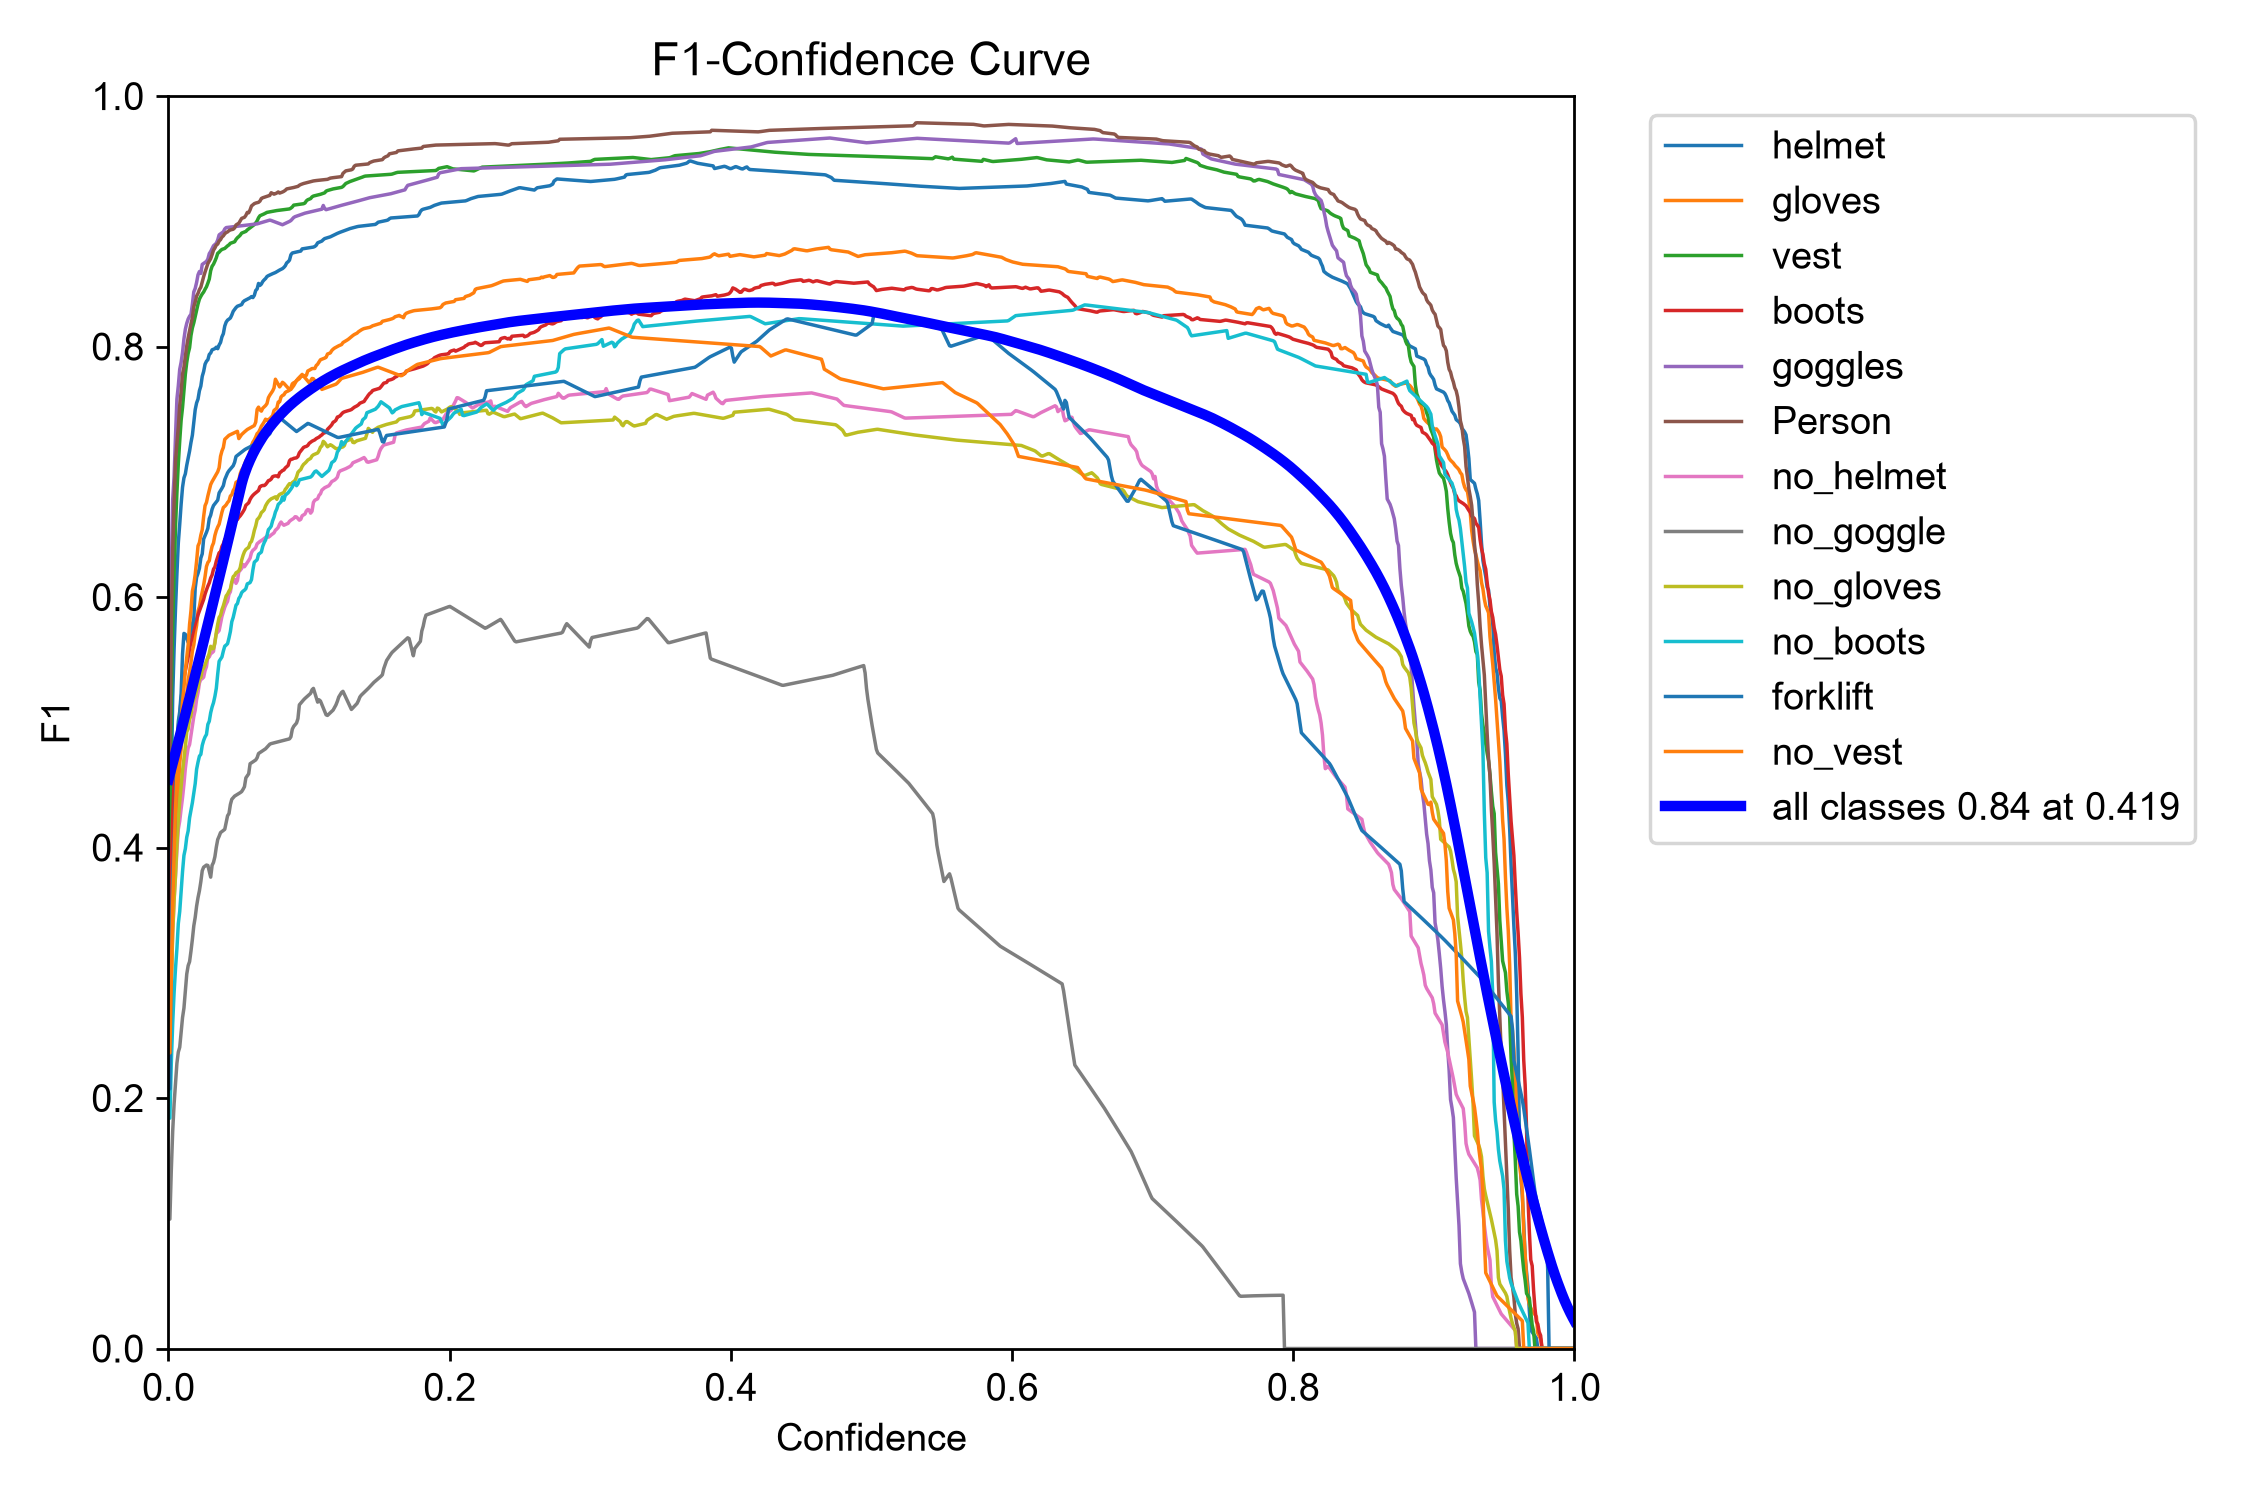 F1-Confidence Curve
1.0
0.8
0.6
0.4
0.2
0.0
F1
0.0 0.2 0.4 0.6 0.8 1.0
Confidence
helmet
gloves
vest
boots
goggles
Person
no_helmet
no_goggle
no_gloves
no_boots
forklift
no_vest
all classes 0.84 at 0.419